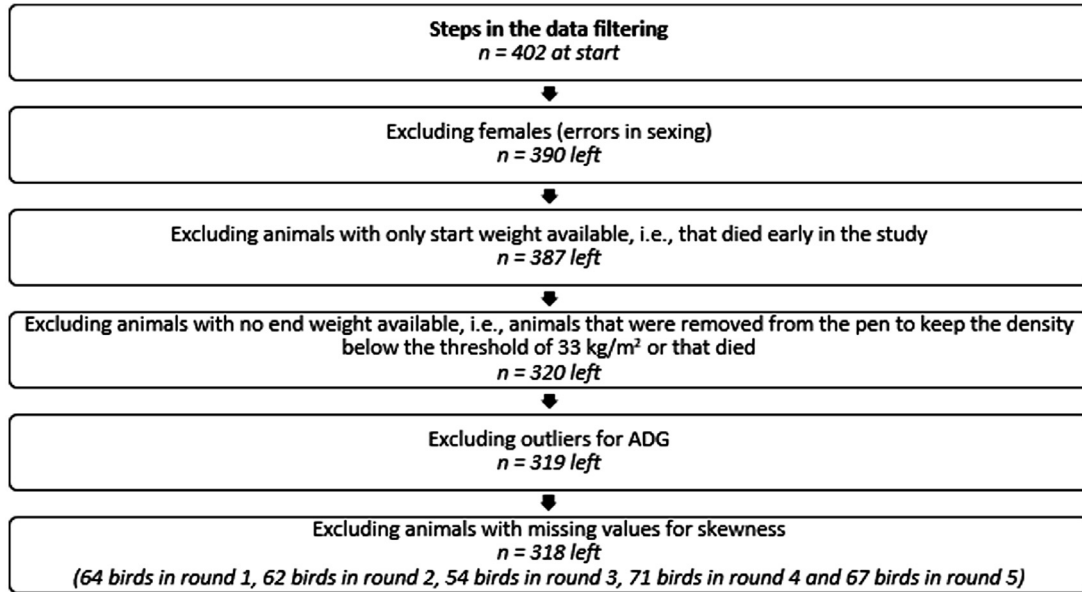 Steps in the data filtering
n = 402 at start
Excluding females (errors in sexing)
n = 390 left
Excluding animals with only start weight available, i.e., that died early in the study
n = 387 left
Excluding animals with no end weight available, i.e., animals that were removed from the pen to keep the density
below the threshold of 33 kg/m² or that died
n = 320 left
Excluding outliers for ADG
n = 319 left
Excluding animals with missing values for skewness
n = 318 left
(64 birds in round 1, 62 birds in round 2, 54 birds in round 3, 71 birds in round 4 and 67 birds in round 5)